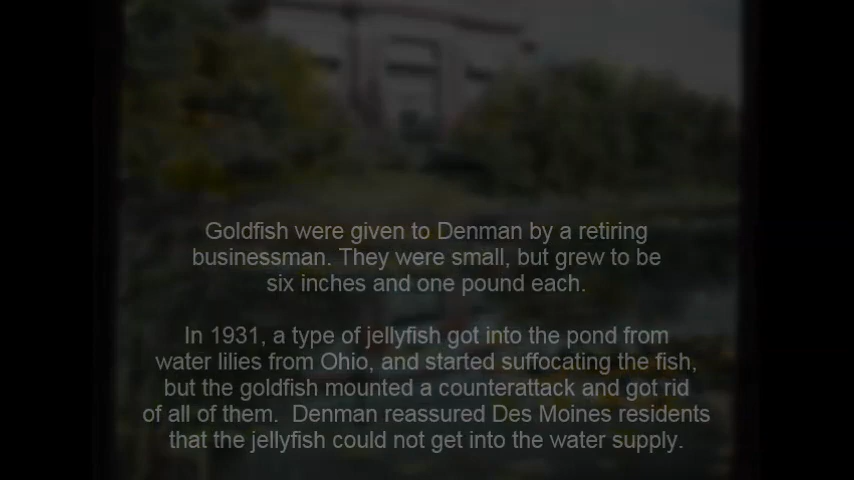 Goldfish were given to Denman by a retiring
businessman. They were small, but grew to be
six inches and one pound each.
In 1931, a type of jellyfish got into the pond from
water lilies from Ohio, and started suffocating the fish,
but the goldfish mounted a counterattack and got rid
of all of them.  Denman reassured Des Moines residents
that the jellyfish could not get into the water supply.